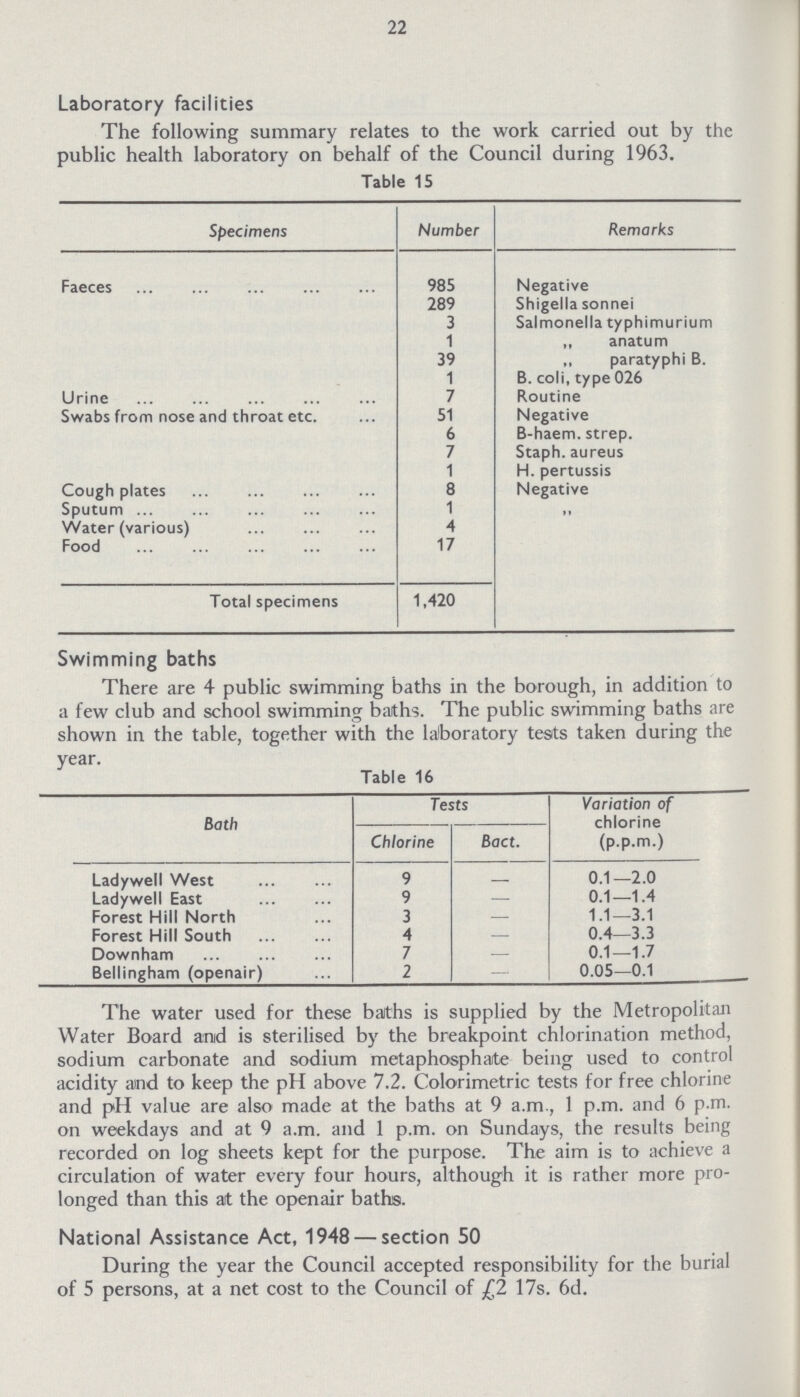 22
Laboratory facilities
The following summary relates to the work carried out by the
public health laboratory on behalf of the Council during 1963.
Table 15
Specimens Number Remarks
Faeces ... ... ... ... ... 985 Negative
289 Shigella sonnei
3 Salmonella typhimurium
1 ,, anatum
39 ,, paratyphi B.
1 B. coli, type 026
Urine ... ... ... ... ... 7 Routine
Swabs from nose and throat etc. ... 51 Negative
6 B-haem. strep.
7 Staph. aureus
1 H. pertussis
Cough plates ... ... ... ... 8 Negative
Sputum ... ... ... ... ... 1 ,,
Water (various) ... ... ... 4
Food ... ... ... ... ... 17
Total specimens 1,420
Swimming baths
There are 4 public swimming baths in the borough, in addition to
a few club and school swimming baths. The public swimming baths are
shown in the table, together with the laboratory tests taken during the
year.
Table 16
Bath Tests Variation of
chlorine
(p.p.m.)
Chlorine Bact.
Ladywell West ... ... 9 — 0.1—2.0
Ladywell East ... ... 9 — 0.1—1.4
Forest Hill North ... 3 — 1.1—3.1
Forest Hill South ... ... 4 — 0.4—3.3
Downham ... ... ... 7 — 0.1—1.7
Bellingham (openair) ... 2 — 0.05—0.1
The water used for these baths is supplied by the Metropolitan
Water Board and is sterilised by the breakpoint chlorination method,
sodium carbonate and sodium metaphosphate being used to control
acidity and to keep the pH above 7.2. Colorimetric tests for free chlorine
and pH value are also made at the baths at 9 a.m., 1 p.m. and 6 p.m.
on weekdays and at 9 a.m. and 1 p.m. on Sundays, the results being
recorded on log sheets kept for the purpose. The aim is to achieve a
circulation of water every four hours, although it is rather more pro-
longed than this at the openair baths.
National Assistance Act, 1948 — section 50
During the year the Council accepted responsibility for the burial
of 5 persons, at a net cost to the Council of £2 17s. 6d.